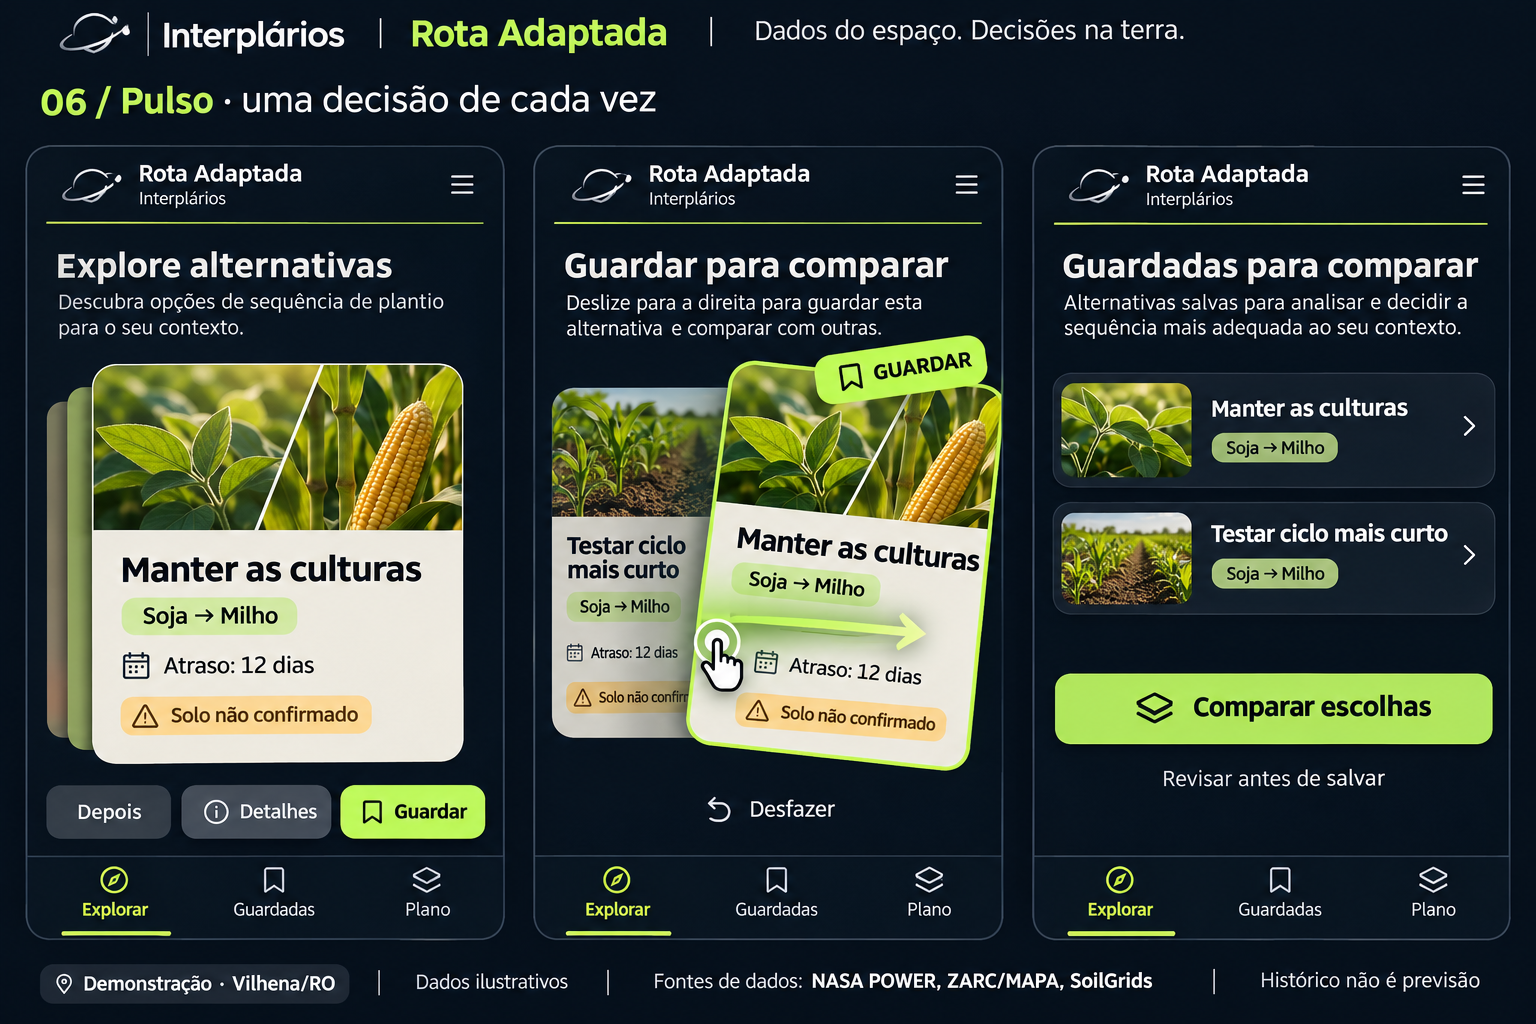 Interplários | Rota Adaptada | Dados do espaço. Decisões na terra.
06 / Pulso · uma decisão de cada vez
Rota Adaptada
Interplários
Explore alternativas
Descubra opções de sequência de plantio
para o seu contexto.
Manter as culturas
Soja → Milho
Atraso: 12 dias
Solo não confirmado
Depois
Detalhes
Guardar
Explorar
Guardadas
Plano
Rota Adaptada
Interplários
Guardar para comparar
Deslize para a direita para guardar esta
alternativa e comparar com outras.
GUARDAR
Testar ciclo
mais curto
Soja → Milho
Atraso: 12 dias
Solo não confirm
Manter as culturas
Soja → Milho
Atraso: 12 dias
Solo não confirmado
Desfazer
Explorar
Guardadas
Plano
Rota Adaptada
Interplários
Guardadas para comparar
Alternativas salvas para analisar e decidir a
sequência mais adequada ao seu contexto.
Manter as culturas
Soja → Milho
Testar ciclo mais curto
Soja → Milho
Comparar escolhas
Revisar antes de salvar
Explorar
Guardadas
Plano
Demonstração · Vilhena/RO | Dados ilustrativos | Fontes de dados: NASA POWER, ZARC/MAPA, SoilGrids | Histórico não é previsão